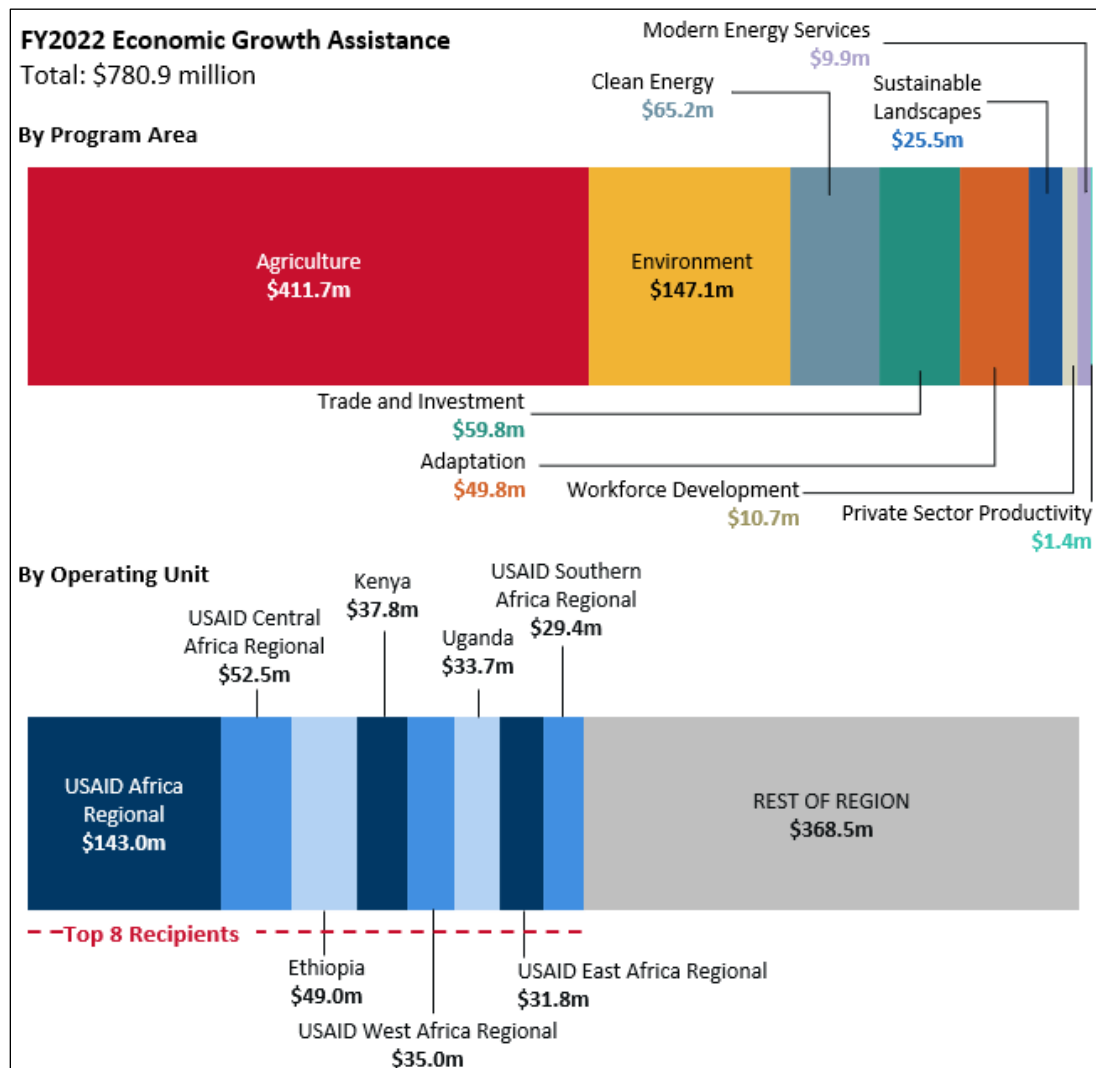 FY2022 Economic Growth Assistance
Total: $780.9 million
By Program Area
Modern Energy Services
$9.9m
Clean Energy
$65.2m
Sustainable
Landscapes
$25.5m
Agriculture
$411.7m
Environment
$147.1m
Trade and Investment
$59.8m
Adaptation
$49.8m
Workforce Development
$10.7m
Private Sector Productivity
$1.4m
By Operating Unit
USAID Central
Africa Regional
$52.5m
Kenya
$37.8m
Uganda
$33.7m
USAID Southern
Africa Regional
$29.4m
USAID Africa
Regional
$143.0m
REST OF REGION
$368.5m
Top 8 Recipients
Ethiopia
$49.0m
USAID West Africa Regional
$35.0m
USAID East Africa Regional
$31.8m